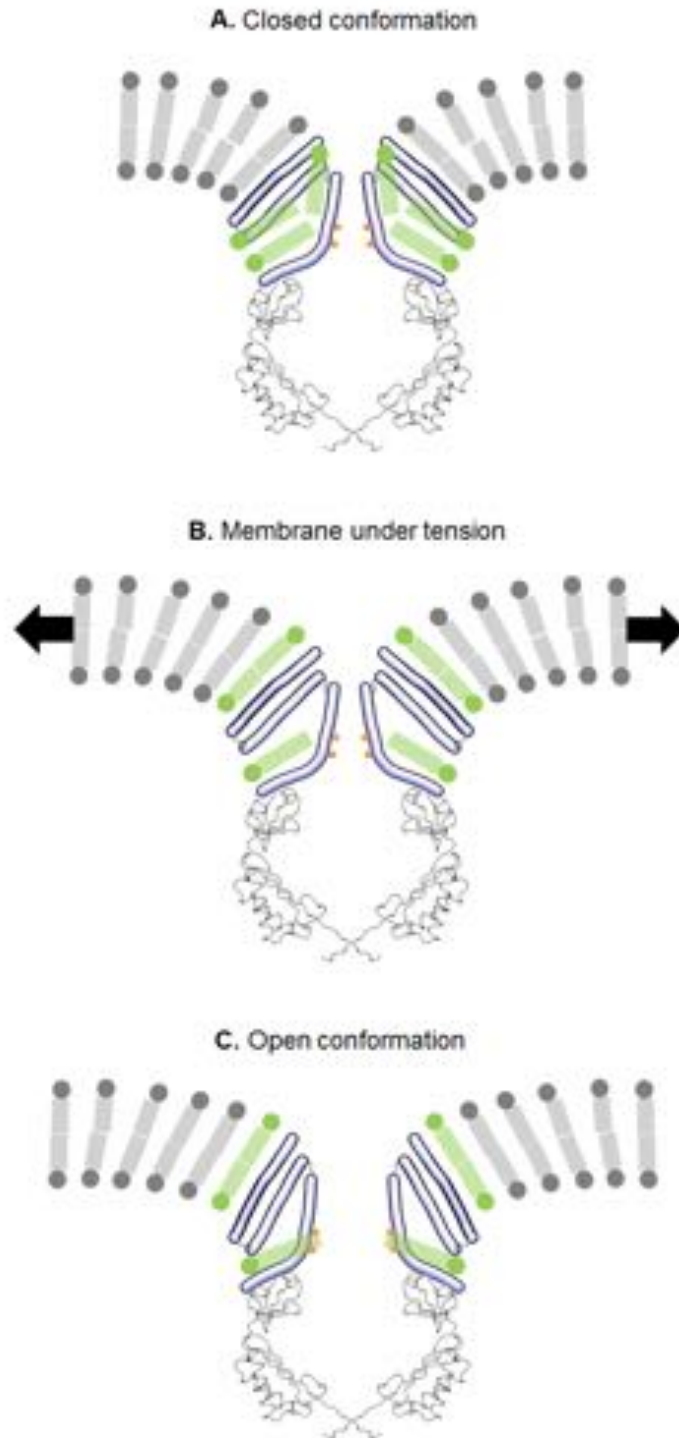 A. Closed conformation
B. Membrane under tension
C. Open conformation